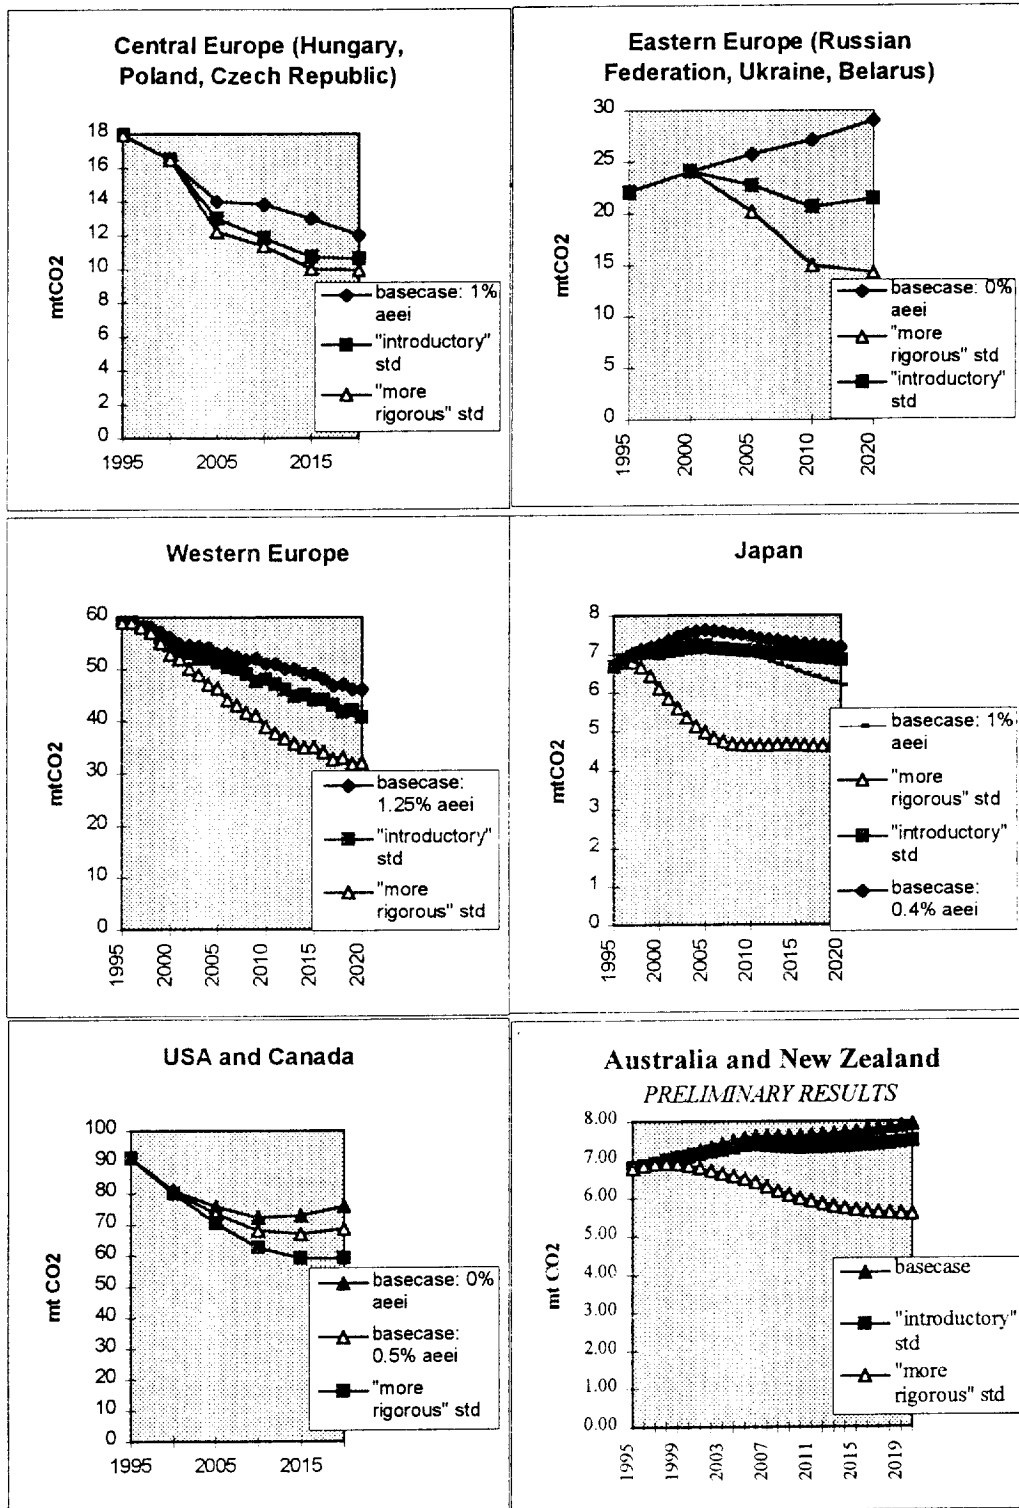 Central Europe (Hungary,
Poland, Czech Republic)
mtCO2
18
16
14
12
10
8
6
4
2
0
1995
2005
2015
basecase: 1%
aeei
"introductory"
std
"more
rigorous" std
Eastern Europe (Russian
Federation, Ukraine, Belarus)
mtCO2
30
25
20
15
10
5
0
1995
2000
2005
2010
2020
basecase: 0%
aeei
"more
rigorous" std
"introductory"
std
Western Europe
mtCO2
60
50
40
30
20
10
0
1995
2000
2005
2010
2015
2020
basecase:
1.25% aeei
"introductory"
std
"more
rigorous" std
Japan
mtCO2
8
7
6
5
4
3
2
1
0
1995
2000
2005
2010
2015
2020
basecase: 1%
aeei
"more
rigorous" std
"introductory"
std
basecase:
0.4% aeei
USA and Canada
mt CO2
100
90
80
70
60
50
40
30
20
10
0
1995
2005
2015
basecase: 0%
aeei
basecase:
0.5% aeei
"more
rigorous" std
Australia and New Zealand
PRELIMINARY RESULTS
mt CO2
8.00
7.00
6.00
5.00
4.00
3.00
2.00
1.00
0.00
1995
1999
2003
2007
2011
2015
2019
basecase
"introductory"
std
"more
rigorous" std